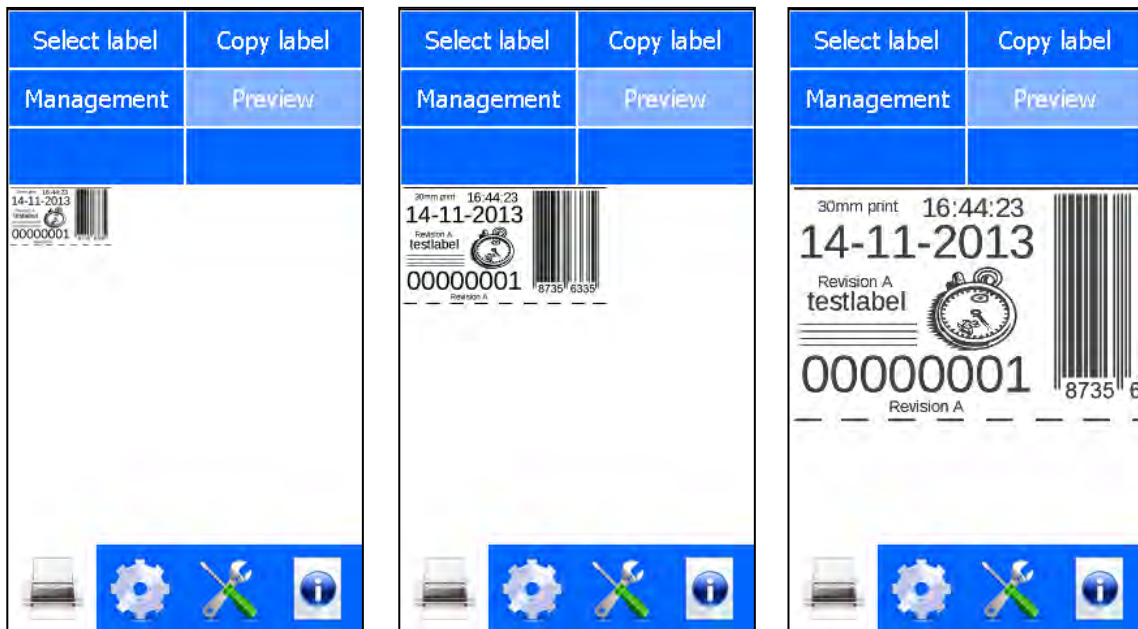 Select label Copy label
Management Preview
16:44:23
14-11-2013
testlabel
00000001
Select label Copy label
Management Preview
30mm print 16:44:23
14-11-2013
Revision A
testlabel
00000001
8735 6335
Revision A
Select label Copy label
Management Preview
30mm print 16:44:23
14-11-2013
Revision A
testlabel
00000001
8735 6
Revision A